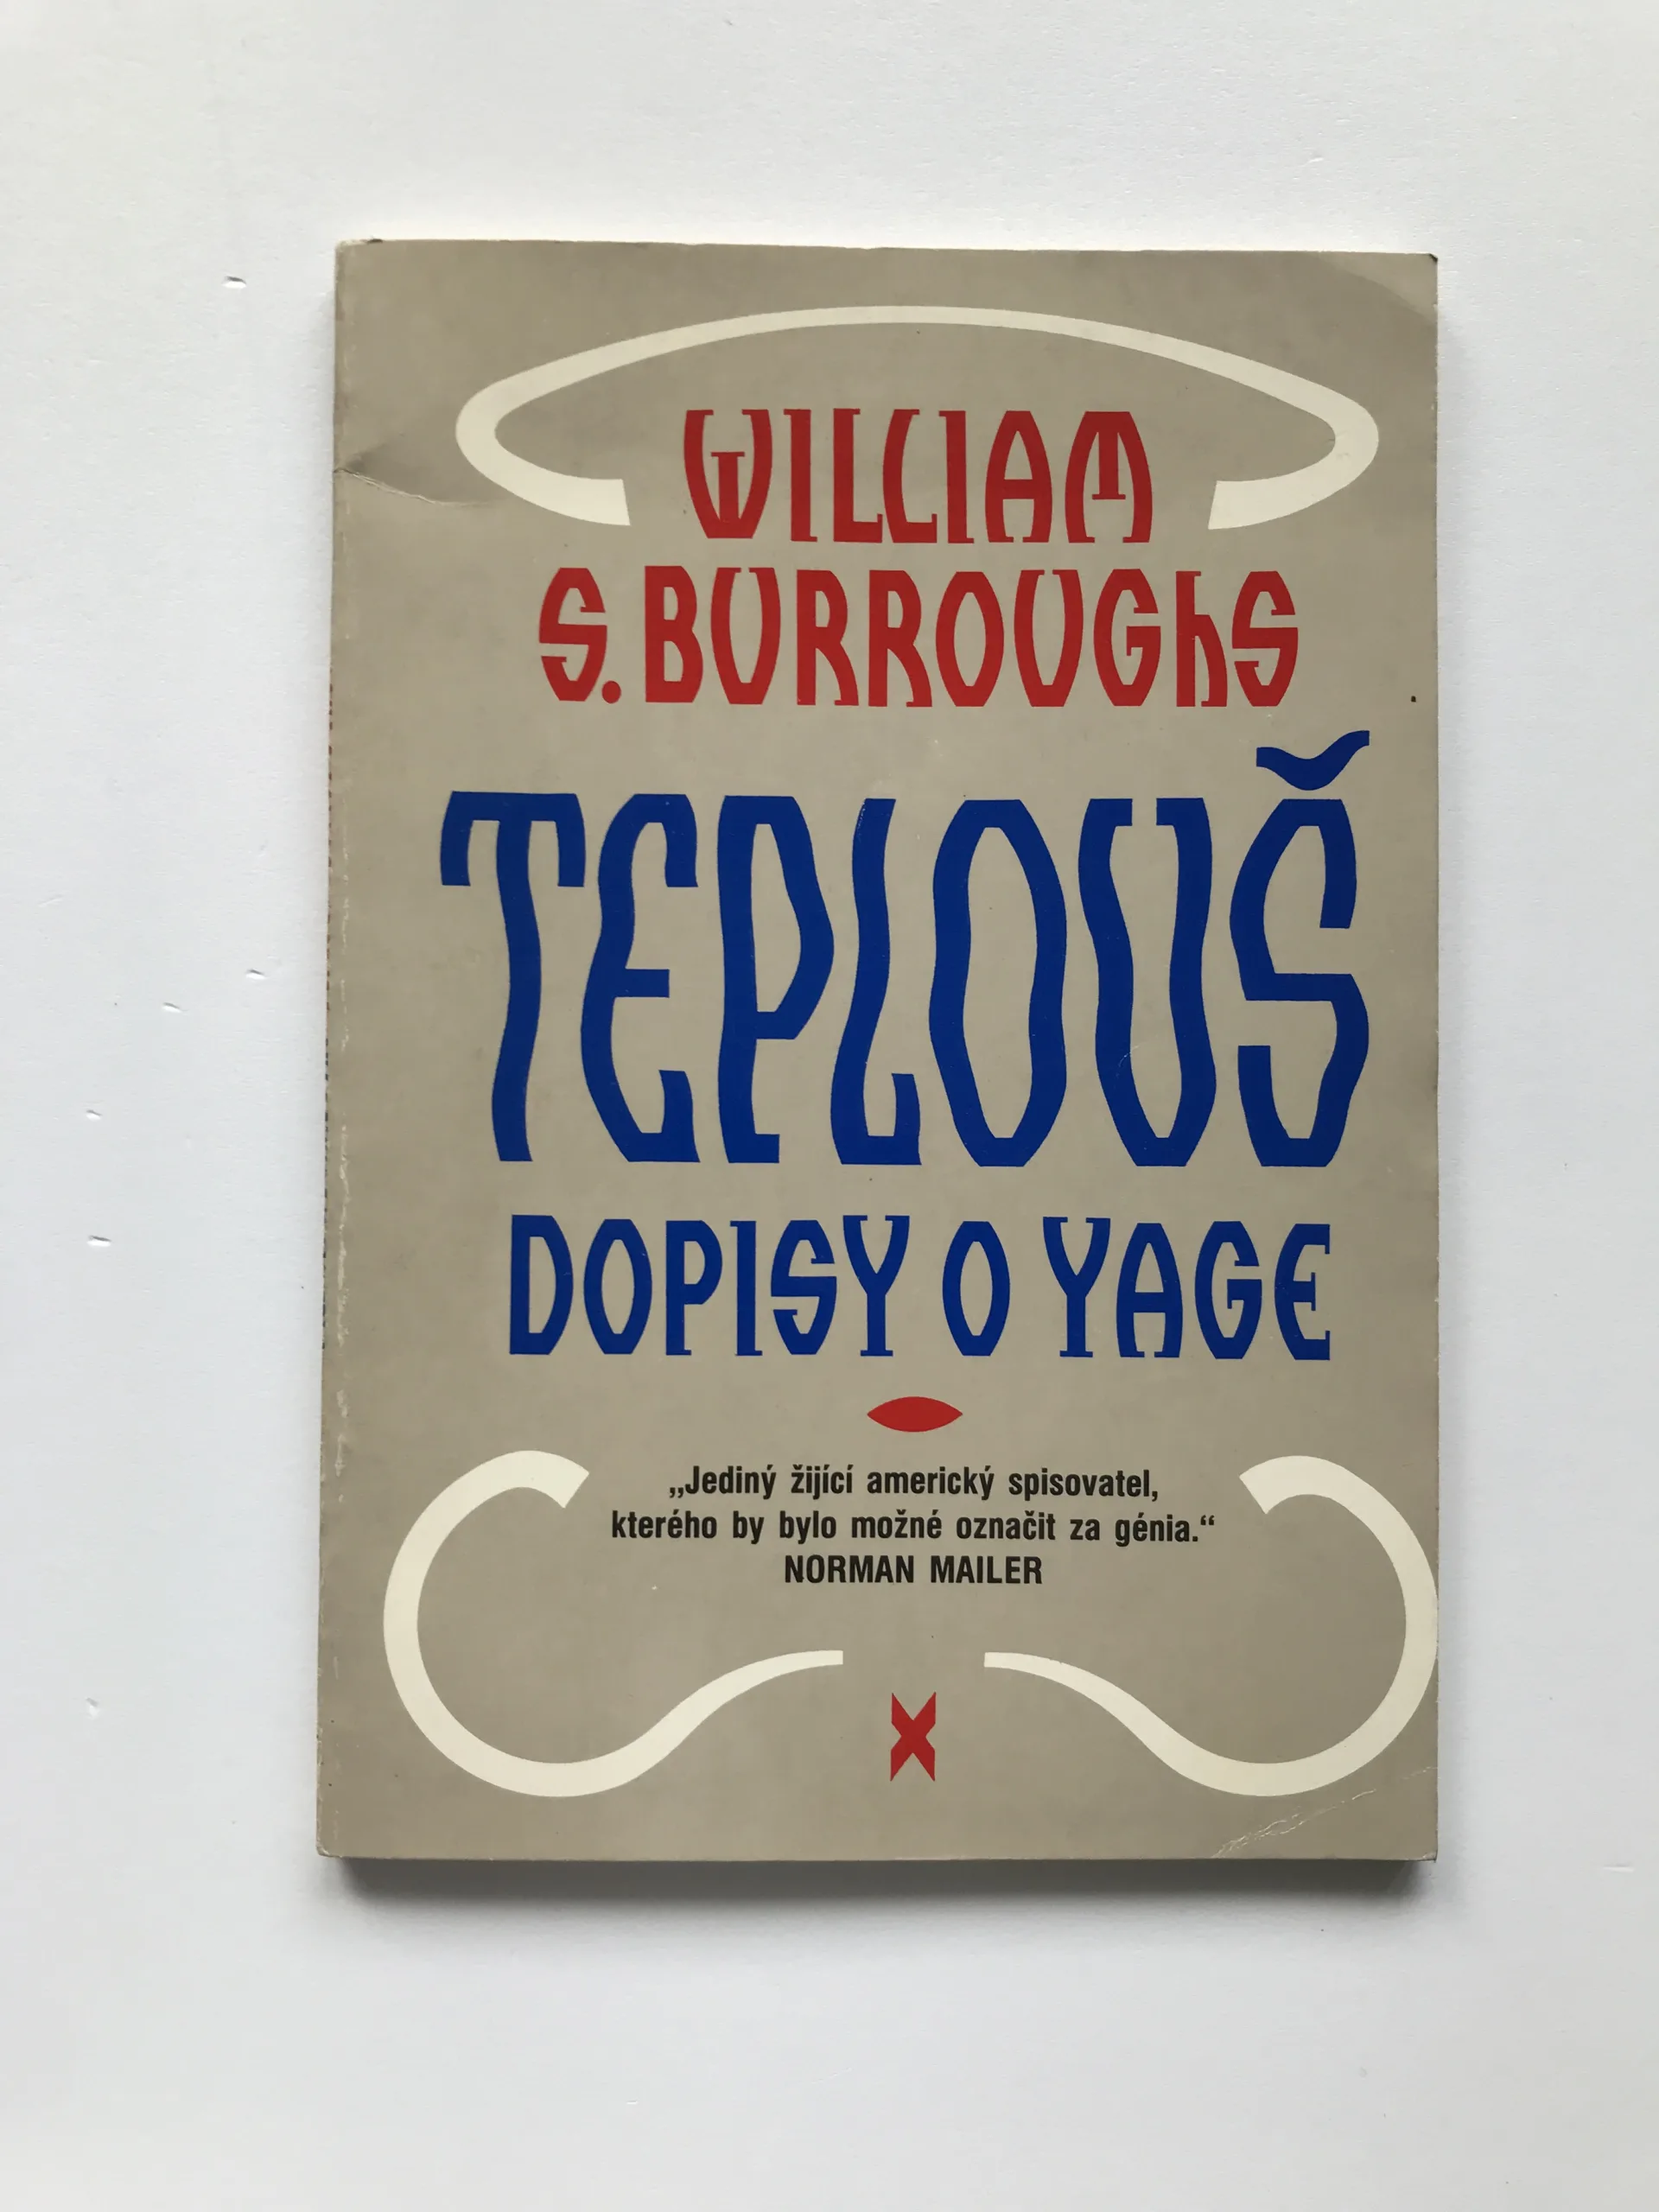 WILLIAM
S. BURROUGhS
TEPLOUŠ
DOPISY O YAGE
„Jediný žijící americký spisovatel,
kterého by bylo možné označit za génia.“
NORMAN MAILER
X